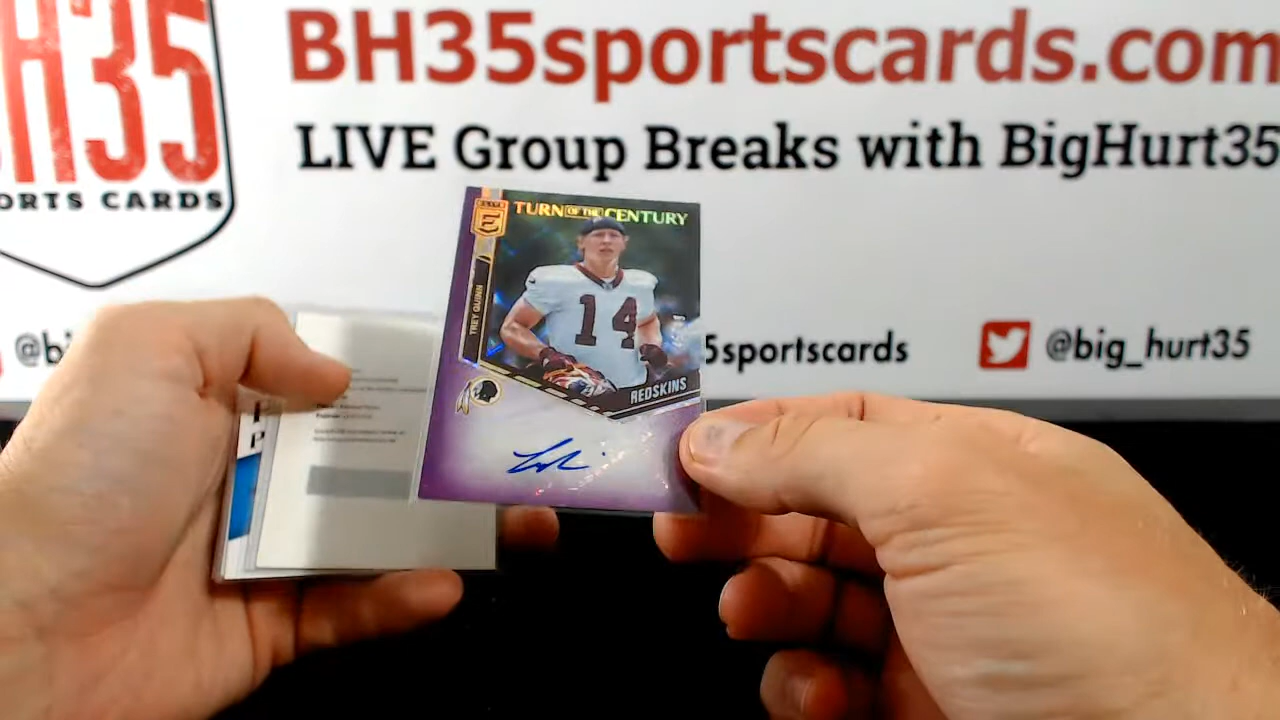 BH35sportscards.com
LIVE Group Breaks with BigHurt35
H35
ORTS CARDS
@bi
5sportscards
@big_hurt35
ELITE
E
TURN OF THE CENTURY
TREY QUINN
14
REDSKINS
P